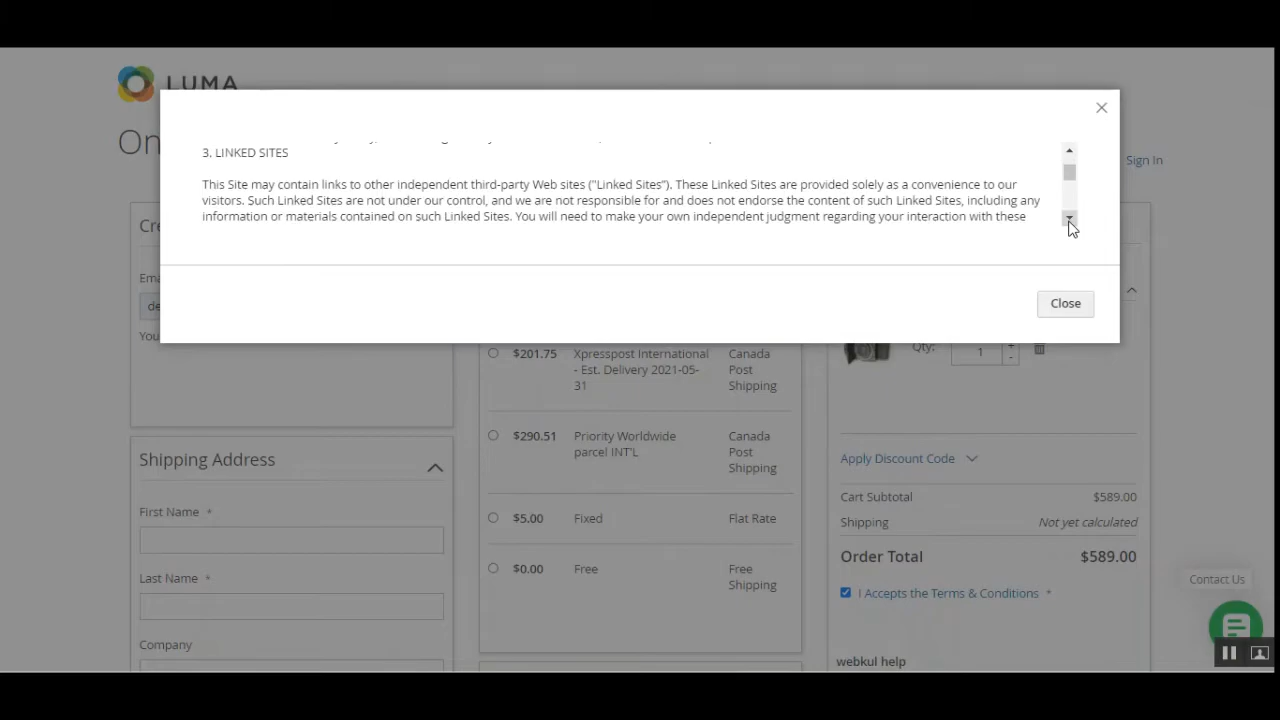 LUMA
On
Sign In
3. LINKED SITES
This Site may contain links to other independent third-party Web sites ("Linked Sites”). These Linked Sites are provided solely as a convenience to our
visitors. Such Linked Sites are not under our control, and we are not responsible for and does not endorse the content of such Linked Sites, including any
information or materials contained on such Linked Sites. You will need to make your own independent judgment regarding your interaction with these
Close
Cre
Ema
de
You
Shipping Address
First Name *
Last Name *
Company
$201.75 Xpresspost International Canada
- Est. Delivery 2021-05- Post
31 Shipping
$290.51 Priority Worldwide Canada
parcel INT'L Post
Shipping
$5.00 Fixed Flat Rate
$0.00 Free Free
Shipping
Qty: 1 + -
Apply Discount Code
Cart Subtotal $589.00
Shipping Not yet calculated
Order Total $589.00
I Accepts the Terms & Conditions *
webkul help
Contact Us